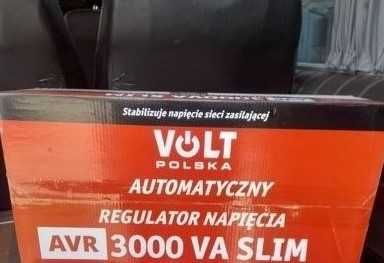 Stabilizuje napięcie sieci zasilającej
VOLT
POLSKA
AUTOMATYCZNY
REGULATOR NAPIĘCIA
AVR 3000 VA SLIM